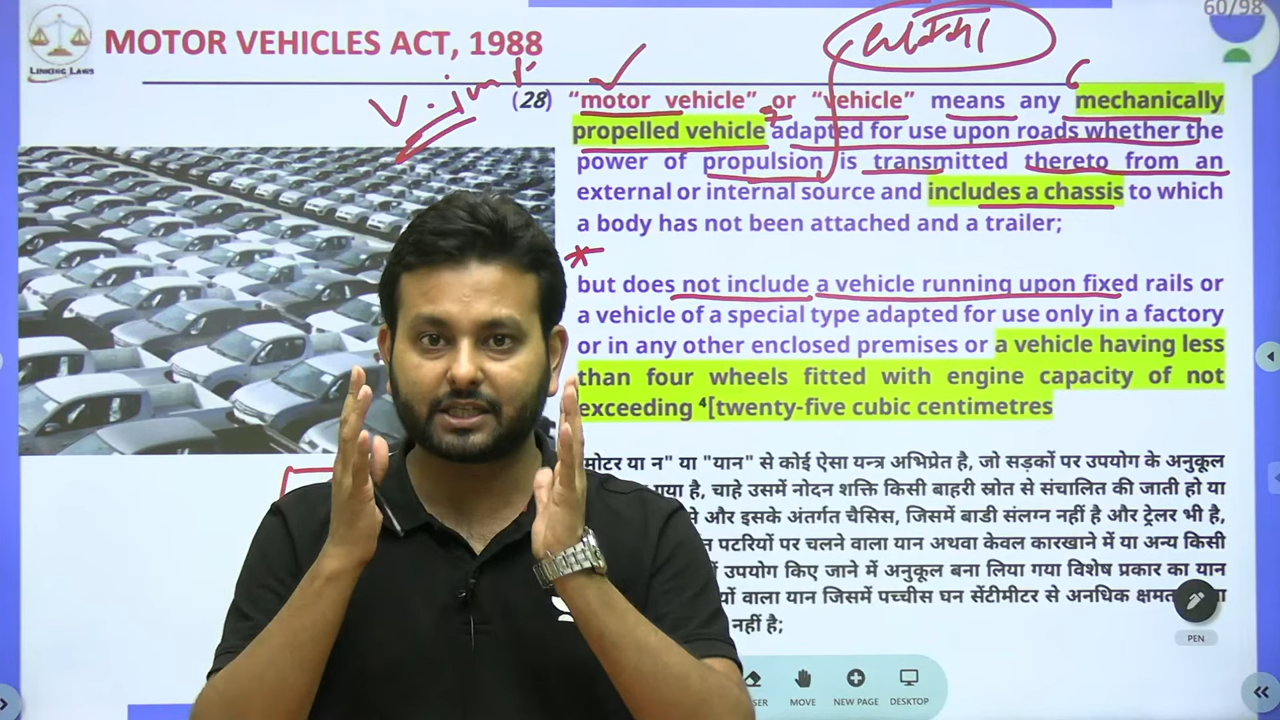 60/98
LINKING LAWS
MOTOR VEHICLES ACT, 1988
V. imt
(28) “motor vehicle” or “vehicle” means any mechanically
propelled vehicle adapted for use upon roads whether the
power of propulsion is transmitted thereto from an
external or internal source and includes a chassis to which
a body has not been attached and a trailer;
but does not include a vehicle running upon fixed rails or
a vehicle of a special type adapted for use only in a factory
or in any other enclosed premises or a vehicle having less
than four wheels fitted with engine capacity of not
exceeding ⁴[twenty-five cubic centimetres
मोटर या न" या "यान" से कोई ऐसा यन्त्र अभिप्रेत है, जो सड़कों पर उपयोग के अनुकूल
गया है, चाहे उसमें नोदन शक्ति किसी बाहरी स्रोत से संचालित की जाती हो या
से और इसके अंतर्गत चैसिस, जिसमें बाडी संलग्न नहीं है और ट्रेलर भी है,
पटरियों पर चलने वाला यान अथवा केवल कारखाने में या अन्य किसी
उपयोग किए जाने में अनुकूल बना लिया गया विशेष प्रकार का यान
वाला यान जिसमें पच्चीस घन सेंटीमीटर से अनधिक
नहीं है;
PEN
MOVE
NEW PAGE
DESKTOP